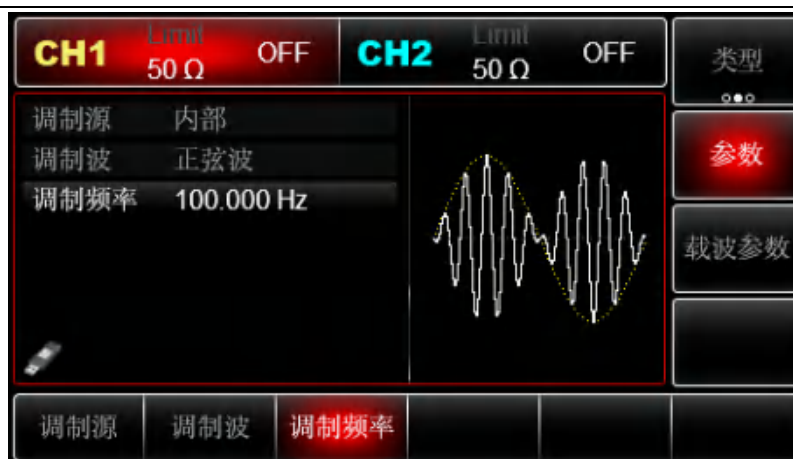 CH1 Limit 50 Ω OFF CH2 Limit 50 Ω OFF
类型
调制源 内部
调制波 正弦波
调制频率 100.000 Hz
参数
载波参数
调制源 调制波 调制频率